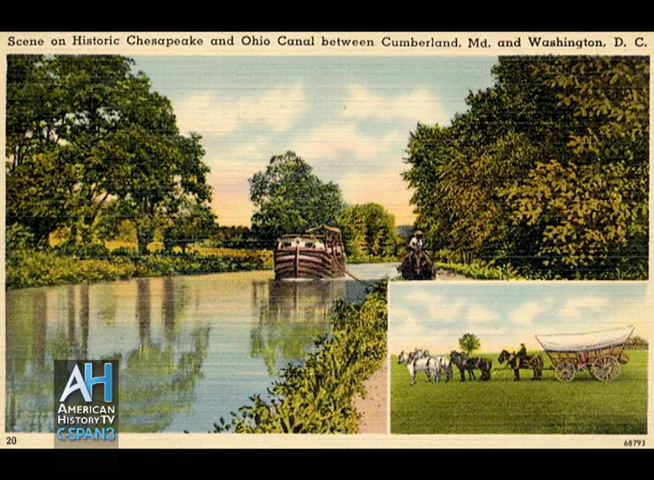 Scene on Historic Chesapeake and Ohio Canal between Cumberland, Md. and Washington, D. C.
AH
AMERICAN
HISTORY TV
C-SPAN3
20
68793